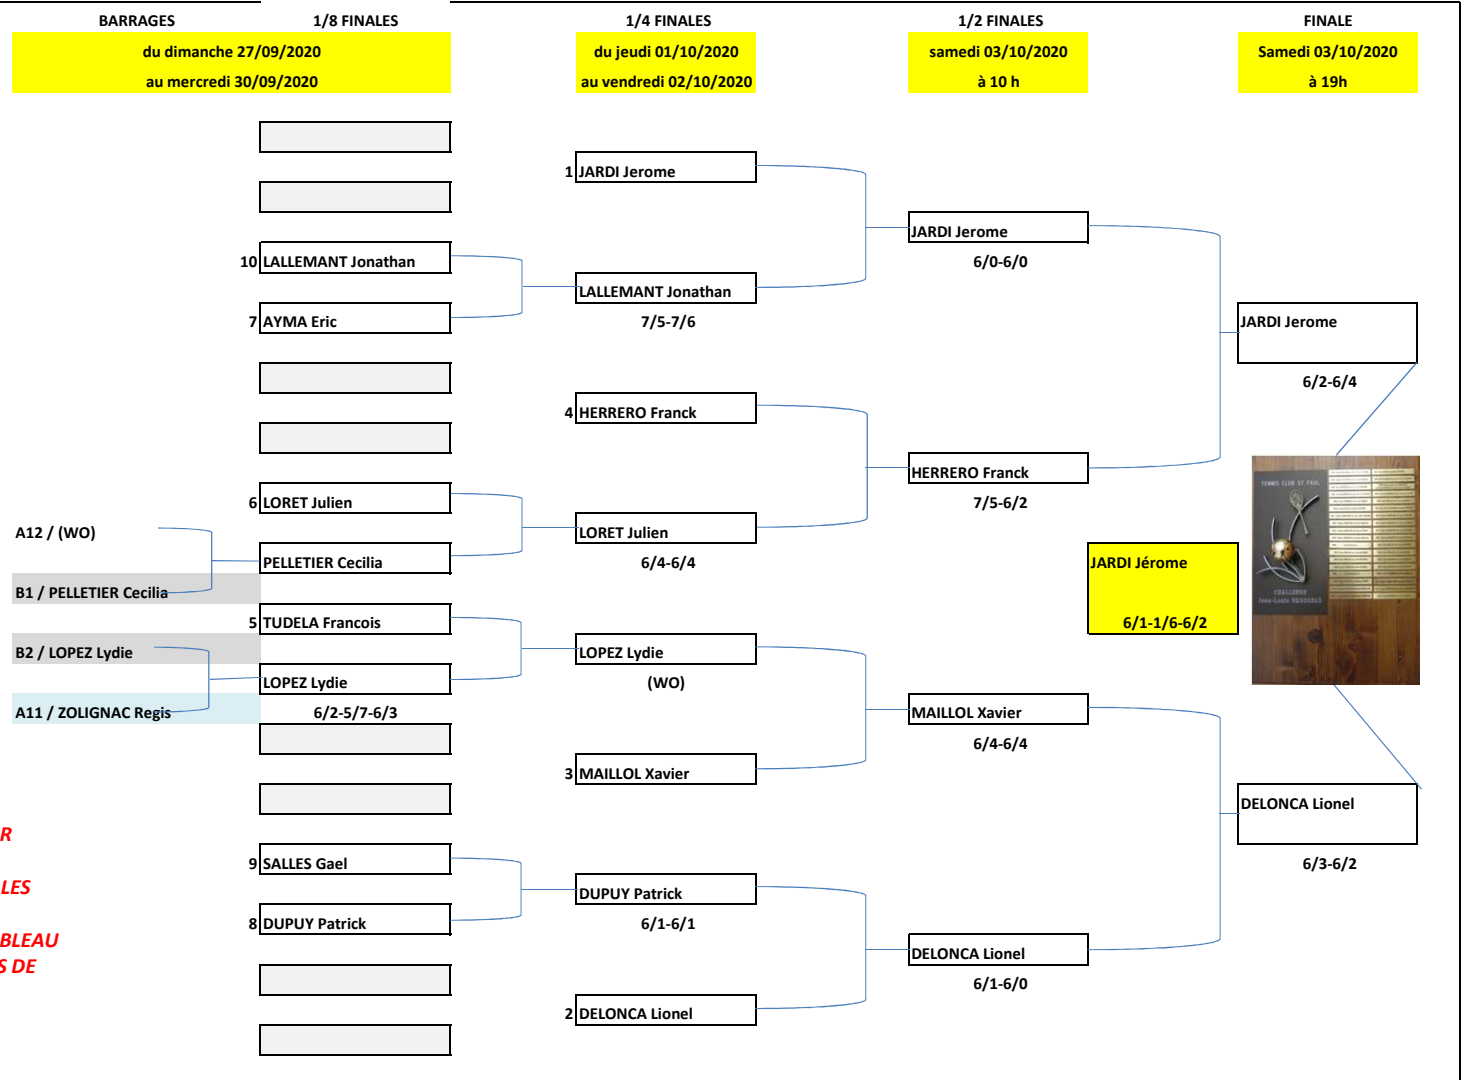 BARRAGES
1/8 FINALES
1/4 FINALES
1/2 FINALES
FINALE
du dimanche 27/09/2020
au mercredi 30/09/2020
du jeudi 01/10/2020
au vendredi 02/10/2020
samedi 03/10/2020
à 10 h
Samedi 03/10/2020
à 19h
1 JARDI Jerome
JARDI Jerome
6/0-6/0
10 LALLEMANT Jonathan
LALLEMANT Jonathan
7/5-7/6
7 AYMA Eric
JARDI Jerome
6/2-6/4
4 HERRERO Franck
HERRERO Franck
7/5-6/2
6 LORET Julien
LORET Julien
6/4-6/4
A12 / (WO)
PELLETIER Cecilia
B1 / PELLETIER Cecilia
TENNIS CLUB ST PAUL
CHALLENGE
JARDI Jérome
6/1-1/6-6/2
5 TUDELA Francois
B2 / LOPEZ Lydie
LOPEZ Lydie
(WO)
LOPEZ Lydie
6/2-5/7-6/3
A11 / ZOLIGNAC Regis
MAILLOL Xavier
6/4-6/4
3 MAILLOL Xavier
DELONCA Lionel
6/3-6/2
R
LES
BLEAU
S DE
9 SALLES Gael
DUPUY Patrick
6/1-6/1
8 DUPUY Patrick
DELONCA Lionel
6/1-6/0
2 DELONCA Lionel